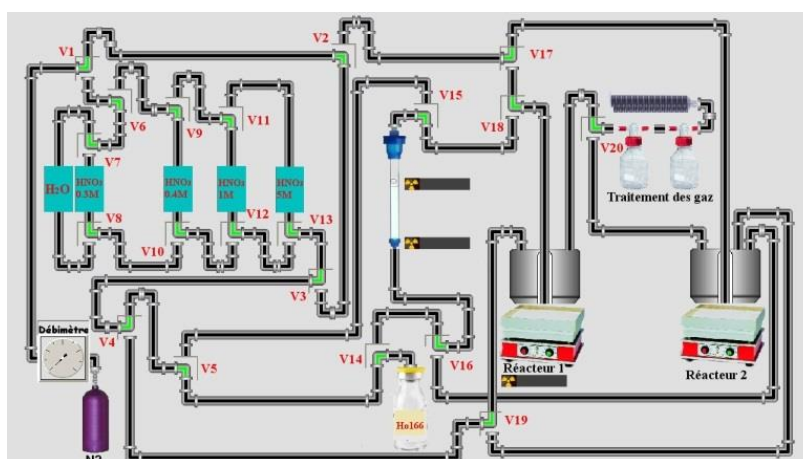 V1
V2
V17
V6
V9
V11
V15
V18
V20
V7
H2O
HNO3
0.3M
HNO3
0.4M
HNO3
1M
HNO3
5M
Traitement des gaz
V8
V10
V12
V13
V3
V4
Débimètre
V5
V14
V16
Réacteur 1
Réacteur 2
Ho166
V19
N2